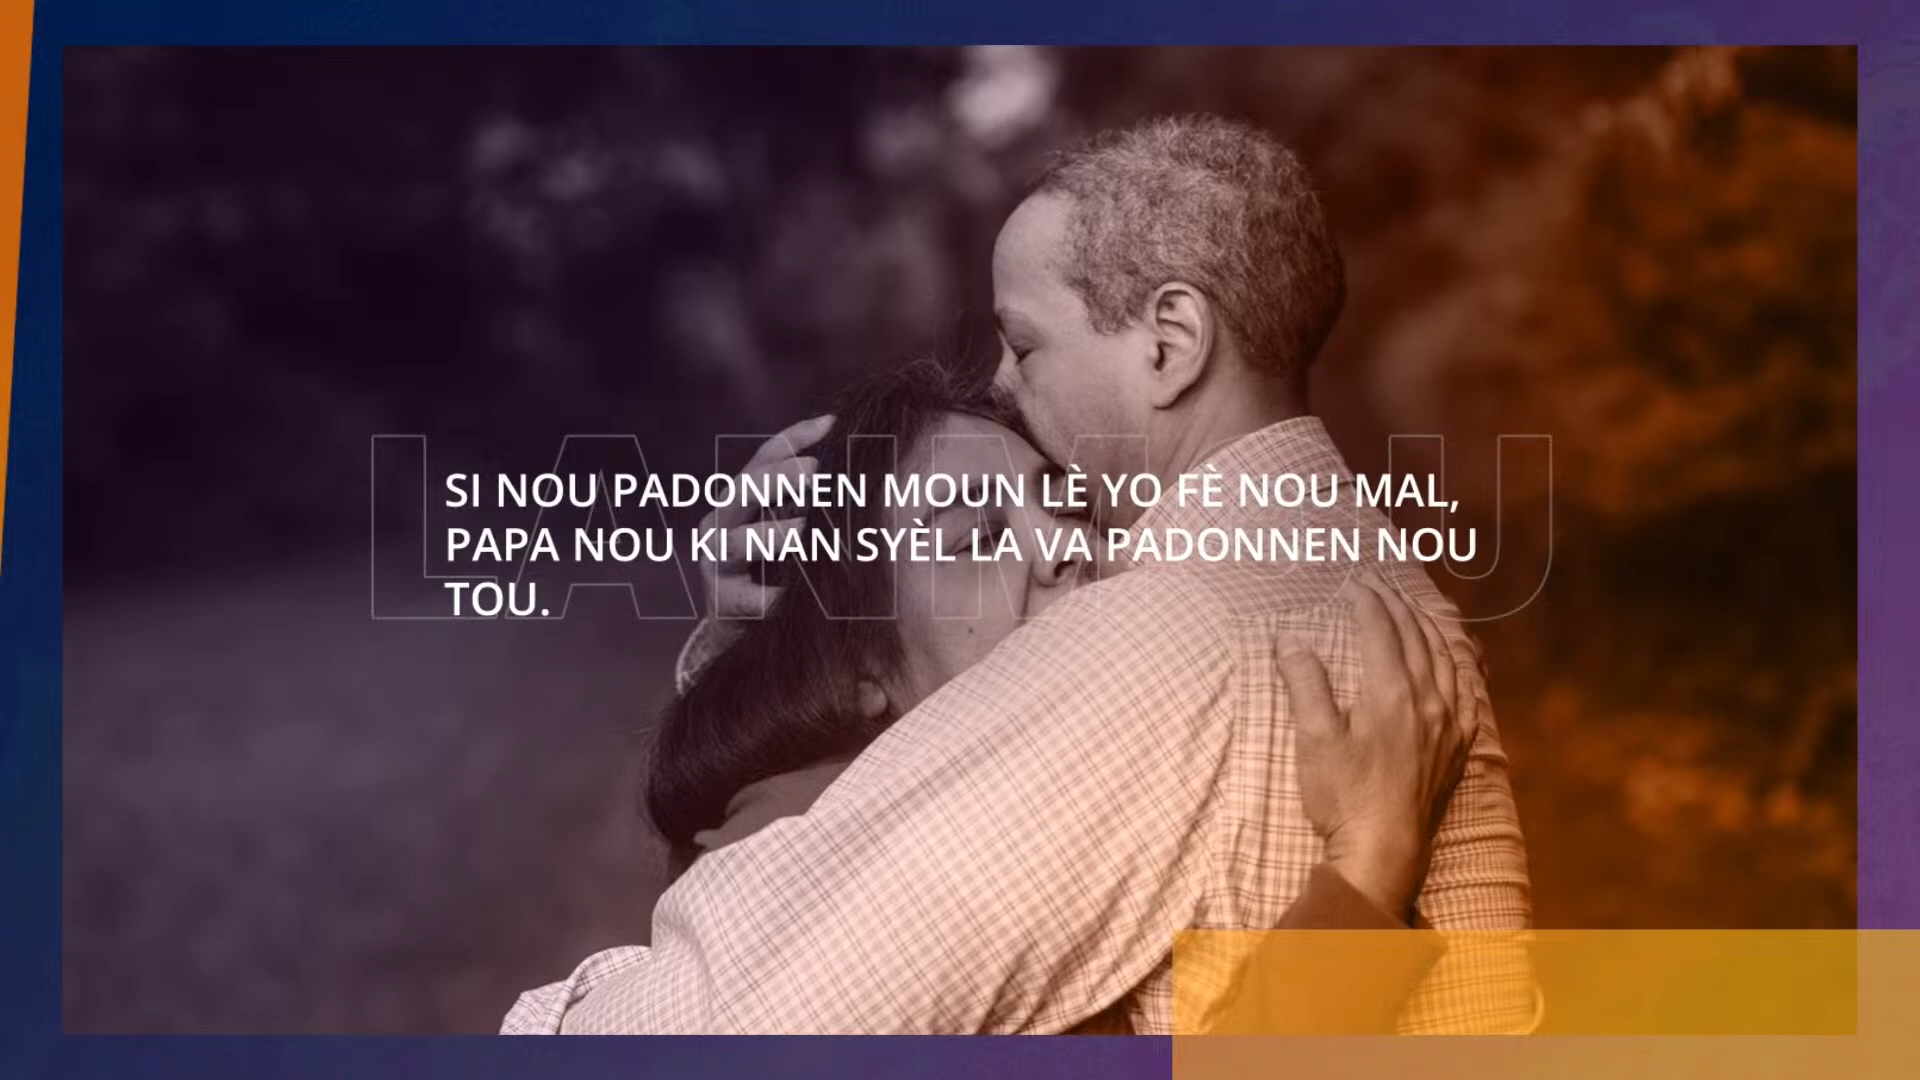 SI NOU PADONNEN MOUN LÈ YO FÈ NOU MAL,
PAPA NOU KI NAN SYÈL LA VA PADONNEN NOU
TOU.